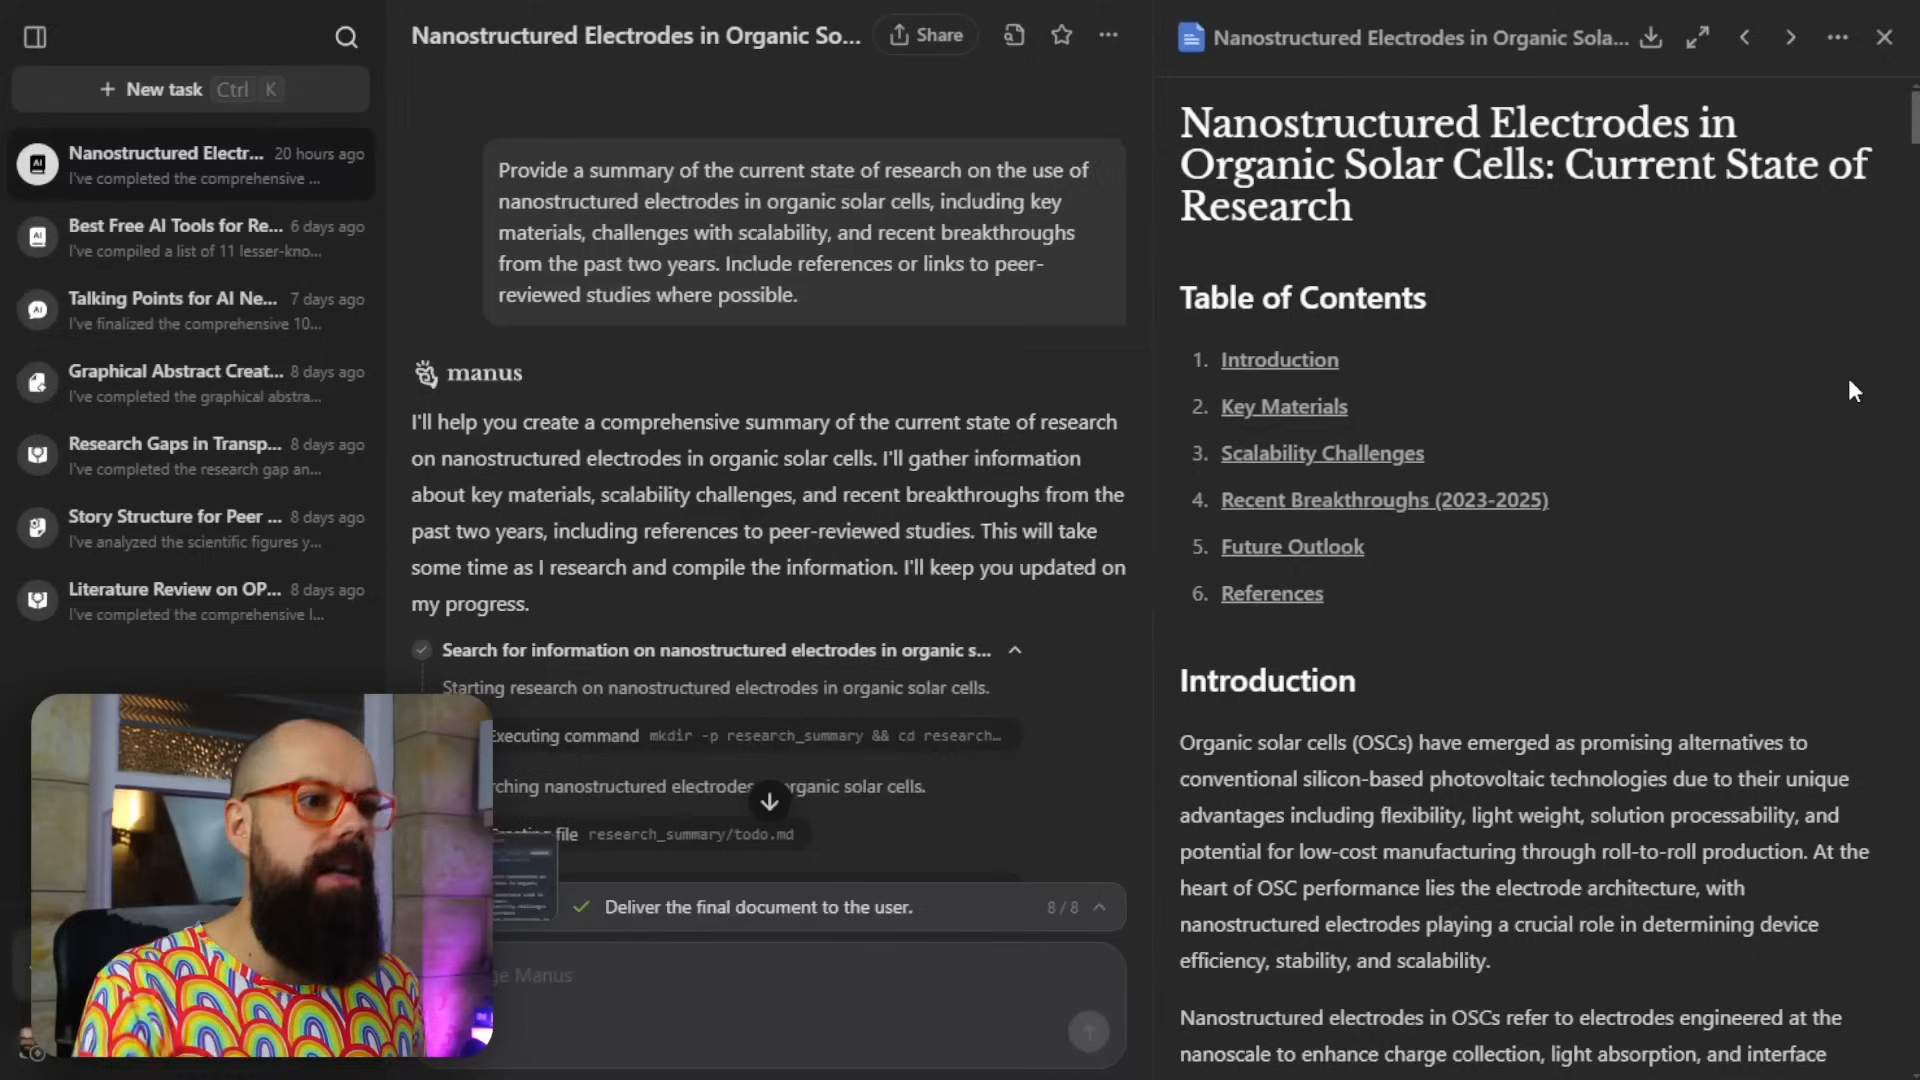 + New task Ctrl K
Nanostructured Electr... 20 hours ago
I've completed the comprehensive ...
Best Free AI Tools for Re... 6 days ago
I've compiled a list of 11 lesser-kno...
Talking Points for AI Ne... 7 days ago
I've finalized the comprehensive 10...
Graphical Abstract Creat... 8 days ago
I've completed the graphical abstra...
Research Gaps in Transp... 8 days ago
I've completed the research gap an...
Story Structure for Peer ... 8 days ago
I've analyzed the scientific figures y...
Literature Review on OP... 8 days ago
I've completed the comprehensive l...
Nanostructured Electrodes in Organic So... Share
Provide a summary of the current state of research on the use of
nanostructured electrodes in organic solar cells, including key
materials, challenges with scalability, and recent breakthroughs
from the past two years. Include references or links to peer-
reviewed studies where possible.
manus
I'll help you create a comprehensive summary of the current state of research
on nanostructured electrodes in organic solar cells. I'll gather information
about key materials, scalability challenges, and recent breakthroughs from the
past two years, including references to peer-reviewed studies. This will take
some time as I research and compile the information. I'll keep you updated on
my progress.
Search for information on nanostructured electrodes in organic s...
Starting research on nanostructured electrodes in organic solar cells.
Executing command mkdir -p research_summary && cd research...
rching nanostructured electrodes organic solar cells.
file research_summary/todo.md
Deliver the final document to the user. 8/8
ge Manus
Nanostructured Electrodes in Organic Sola...
Nanostructured Electrodes in
Organic Solar Cells: Current State of
Research
Table of Contents
1. Introduction
2. Key Materials
3. Scalability Challenges
4. Recent Breakthroughs (2023-2025)
5. Future Outlook
6. References
Introduction
Organic solar cells (OSCs) have emerged as promising alternatives to
conventional silicon-based photovoltaic technologies due to their unique
advantages including flexibility, light weight, solution processability, and
potential for low-cost manufacturing through roll-to-roll production. At the
heart of OSC performance lies the electrode architecture, with
nanostructured electrodes playing a crucial role in determining device
efficiency, stability, and scalability.
Nanostructured electrodes in OSCs refer to electrodes engineered at the
nanoscale to enhance charge collection, light absorption, and interface